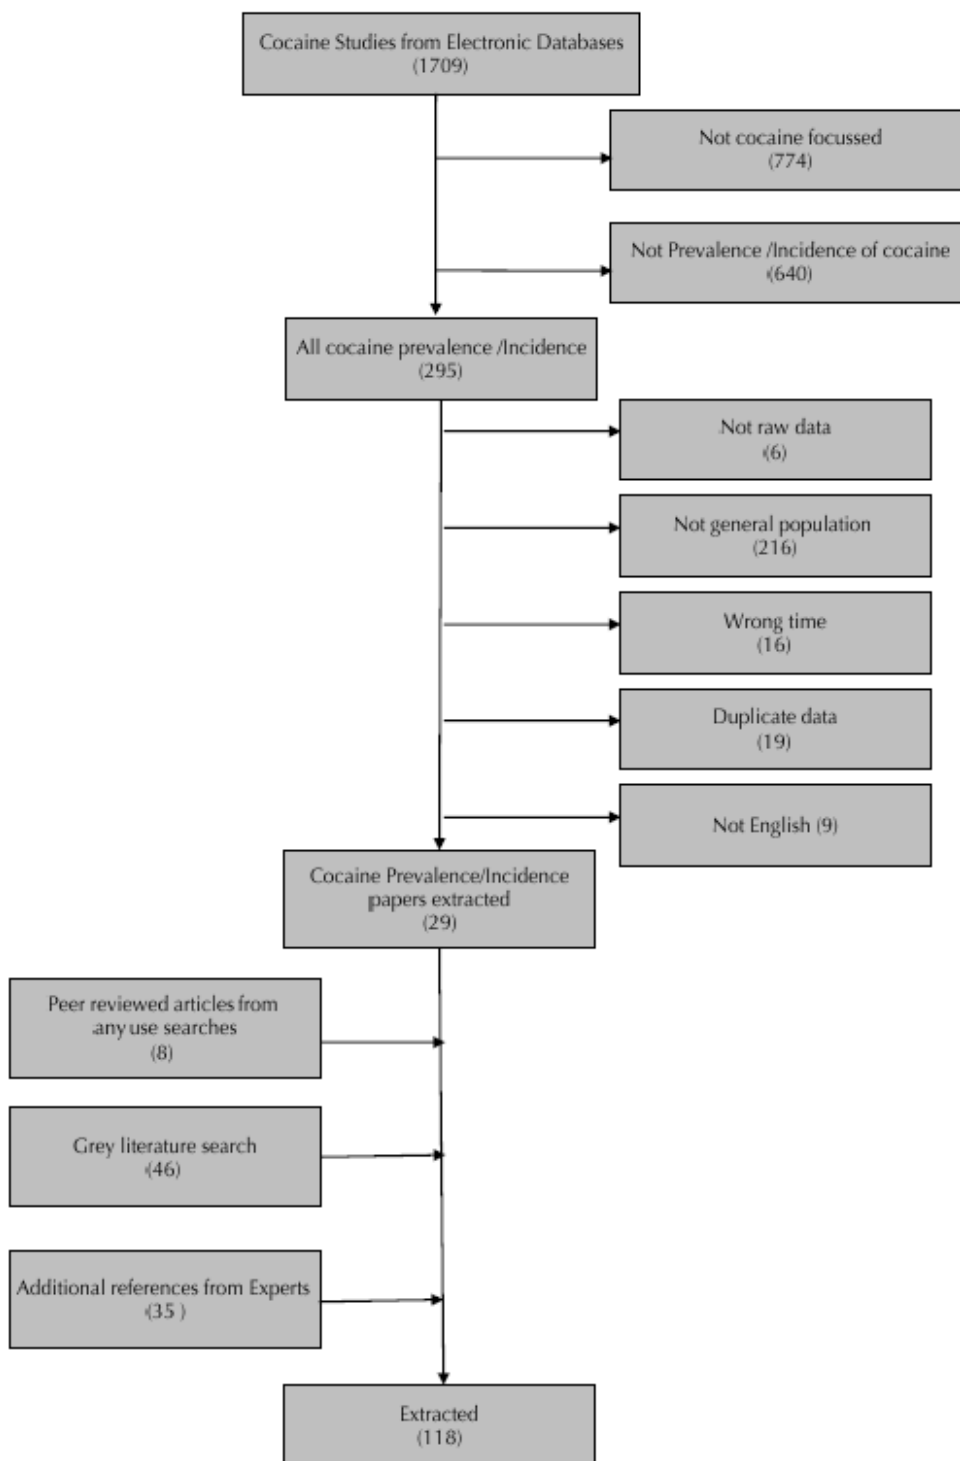 Cocaine Studies from Electronic Databases
(1709)
Not cocaine focussed
(774)
Not Prevalence /Incidence of cocaine
(640)
All cocaine prevalence /Incidence
(295)
Not raw data
(6)
Not general population
(216)
Wrong time
(16)
Duplicate data
(19)
Not English (9)
Cocaine Prevalence/Incidence
papers extracted
(29)
Peer reviewed articles from
any use searches
(8)
Grey literature search
(46)
Additional references from Experts
(35 )
Extracted
(118)